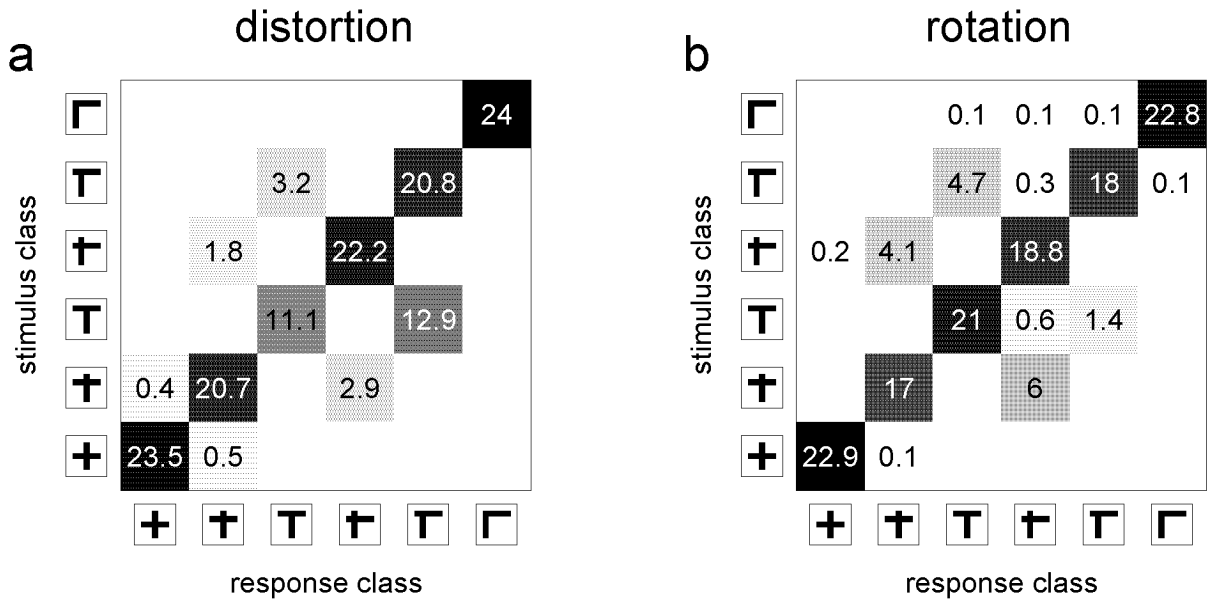 distortion
a
stimulus class
24
3.2 20.8
1.8 22.2
11.1 12.9
0.4 20.7 2.9
23.5 0.5
response class
rotation
b
stimulus class
0.1 0.1 0.1 22.8
4.7 0.3 18 0.1
0.2 4.1 18.8
21 0.6 1.4
17 6
22.9 0.1
response class